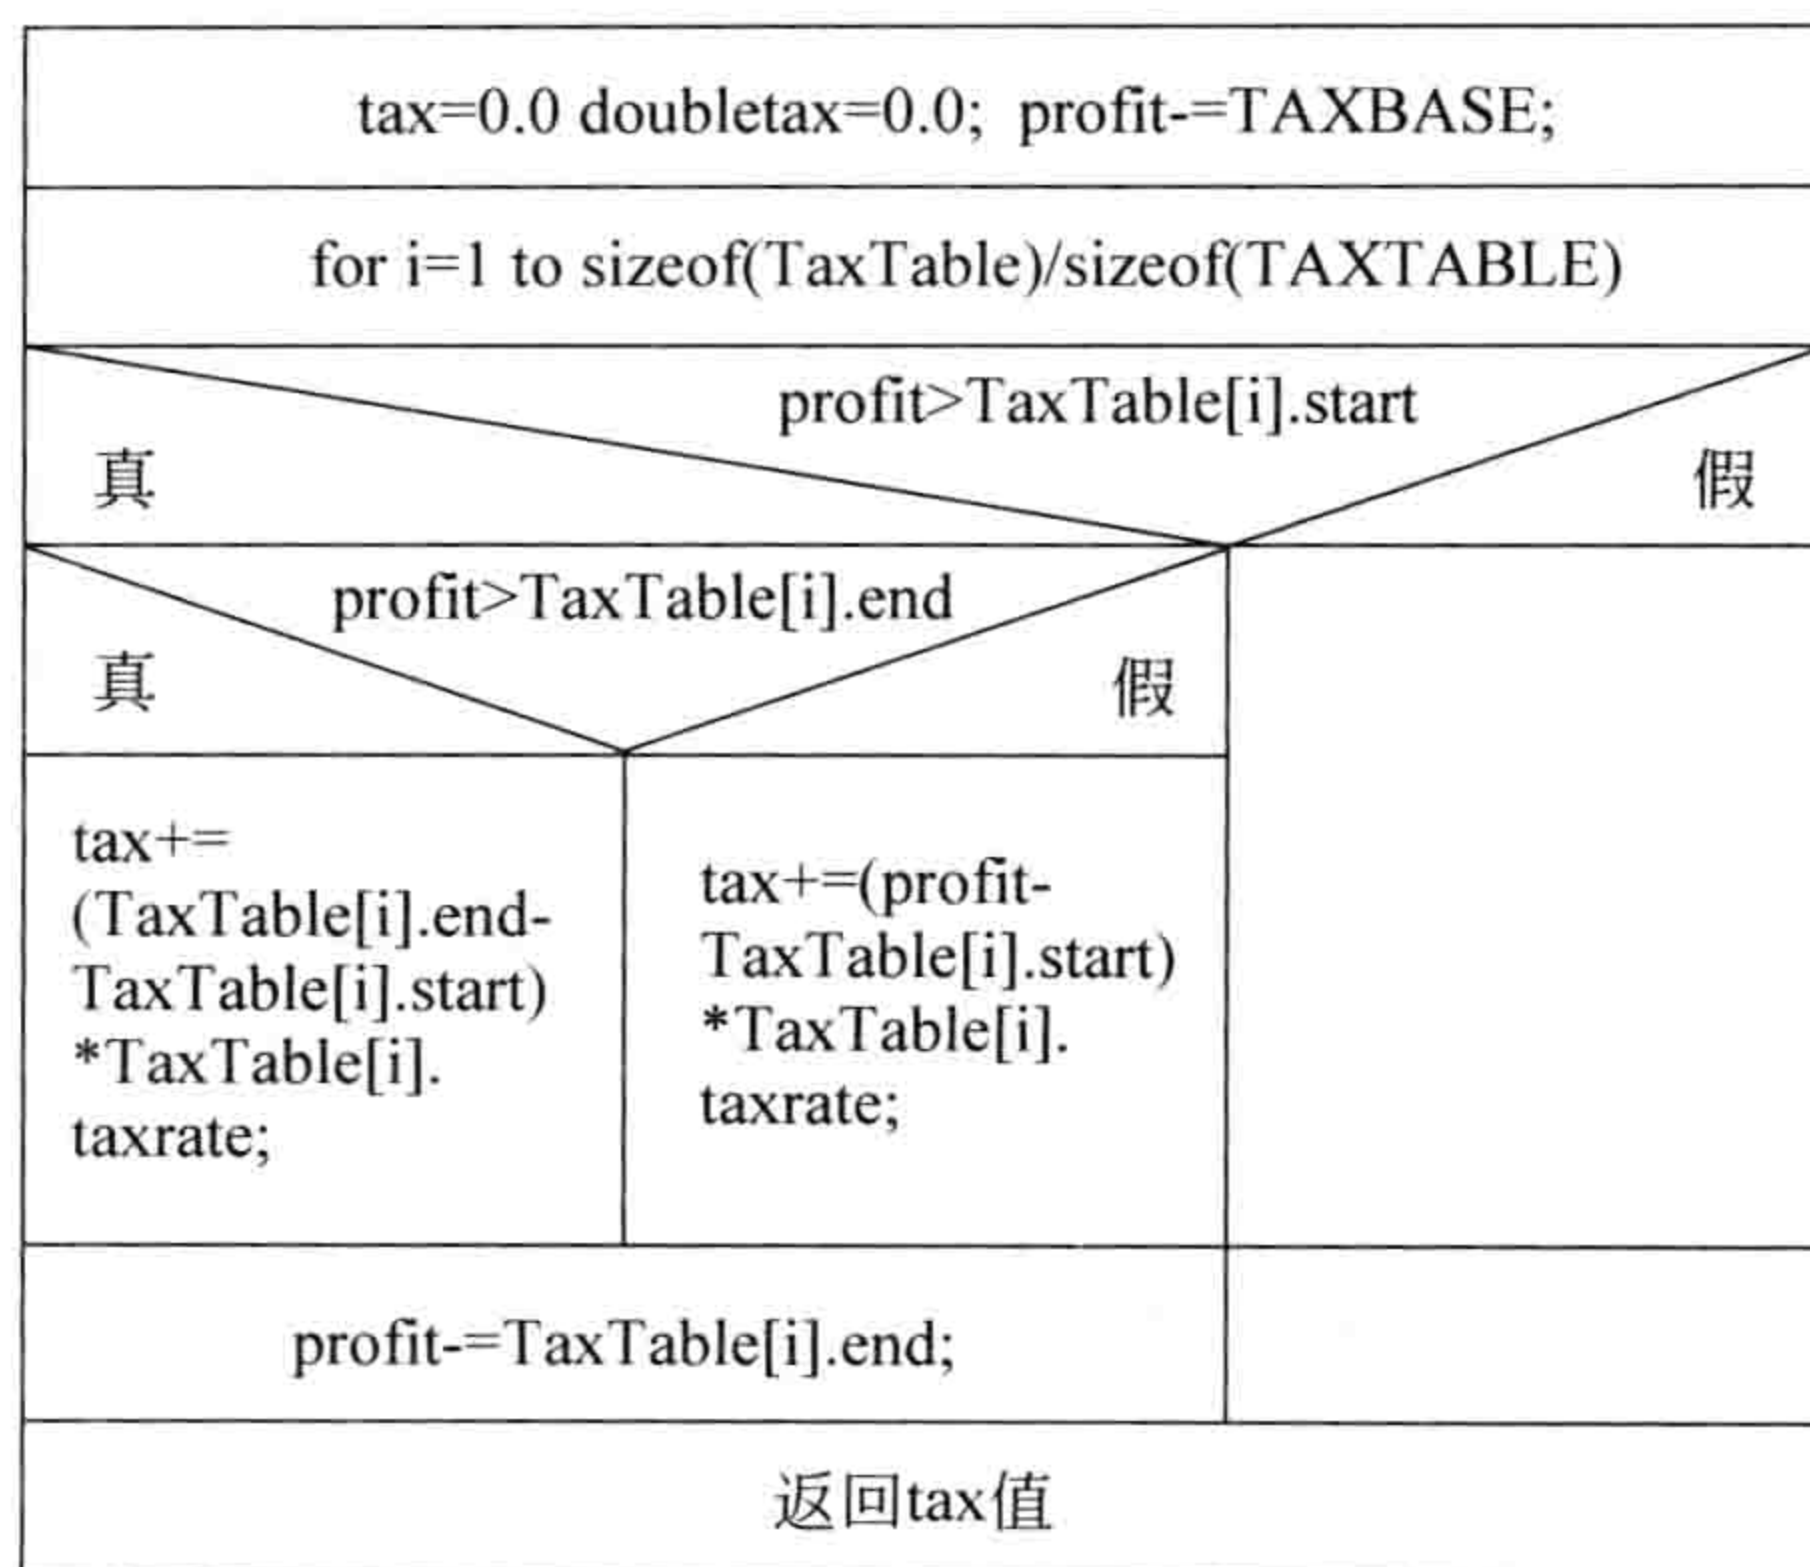 tax=0.0 doubletax=0.0; profit-=TAXBASE;
for i=1 to sizeof(TaxTable)/sizeof(TAXTABLE)
profit>TaxTable[i].start
真
假
profit>TaxTable[i].end
真
假
tax+=
(TaxTable[i].end-
TaxTable[i].start)
*TaxTable[i].
taxrate;
tax+=(profit-
TaxTable[i].start)
*TaxTable[i].
taxrate;
profit-=TaxTable[i].end;
返回tax值